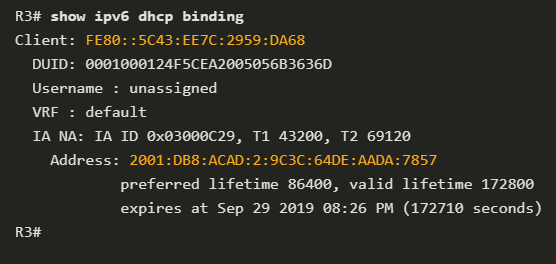 R3# show ipv6 dhcp binding
Client: FE80::5C43:EE7C:2959:DA68
DUID: 0001000124F5CEA2005056B3636D
Username : unassigned
VRF : default
IA NA: IA ID 0x03000C29, T1 43200, T2 69120
Address: 2001:DB8:ACAD:2:9C3C:64DE:AADA:7857
preferred lifetime 86400, valid lifetime 172800
expires at Sep 29 2019 08:26 PM (172710 seconds)
R3#